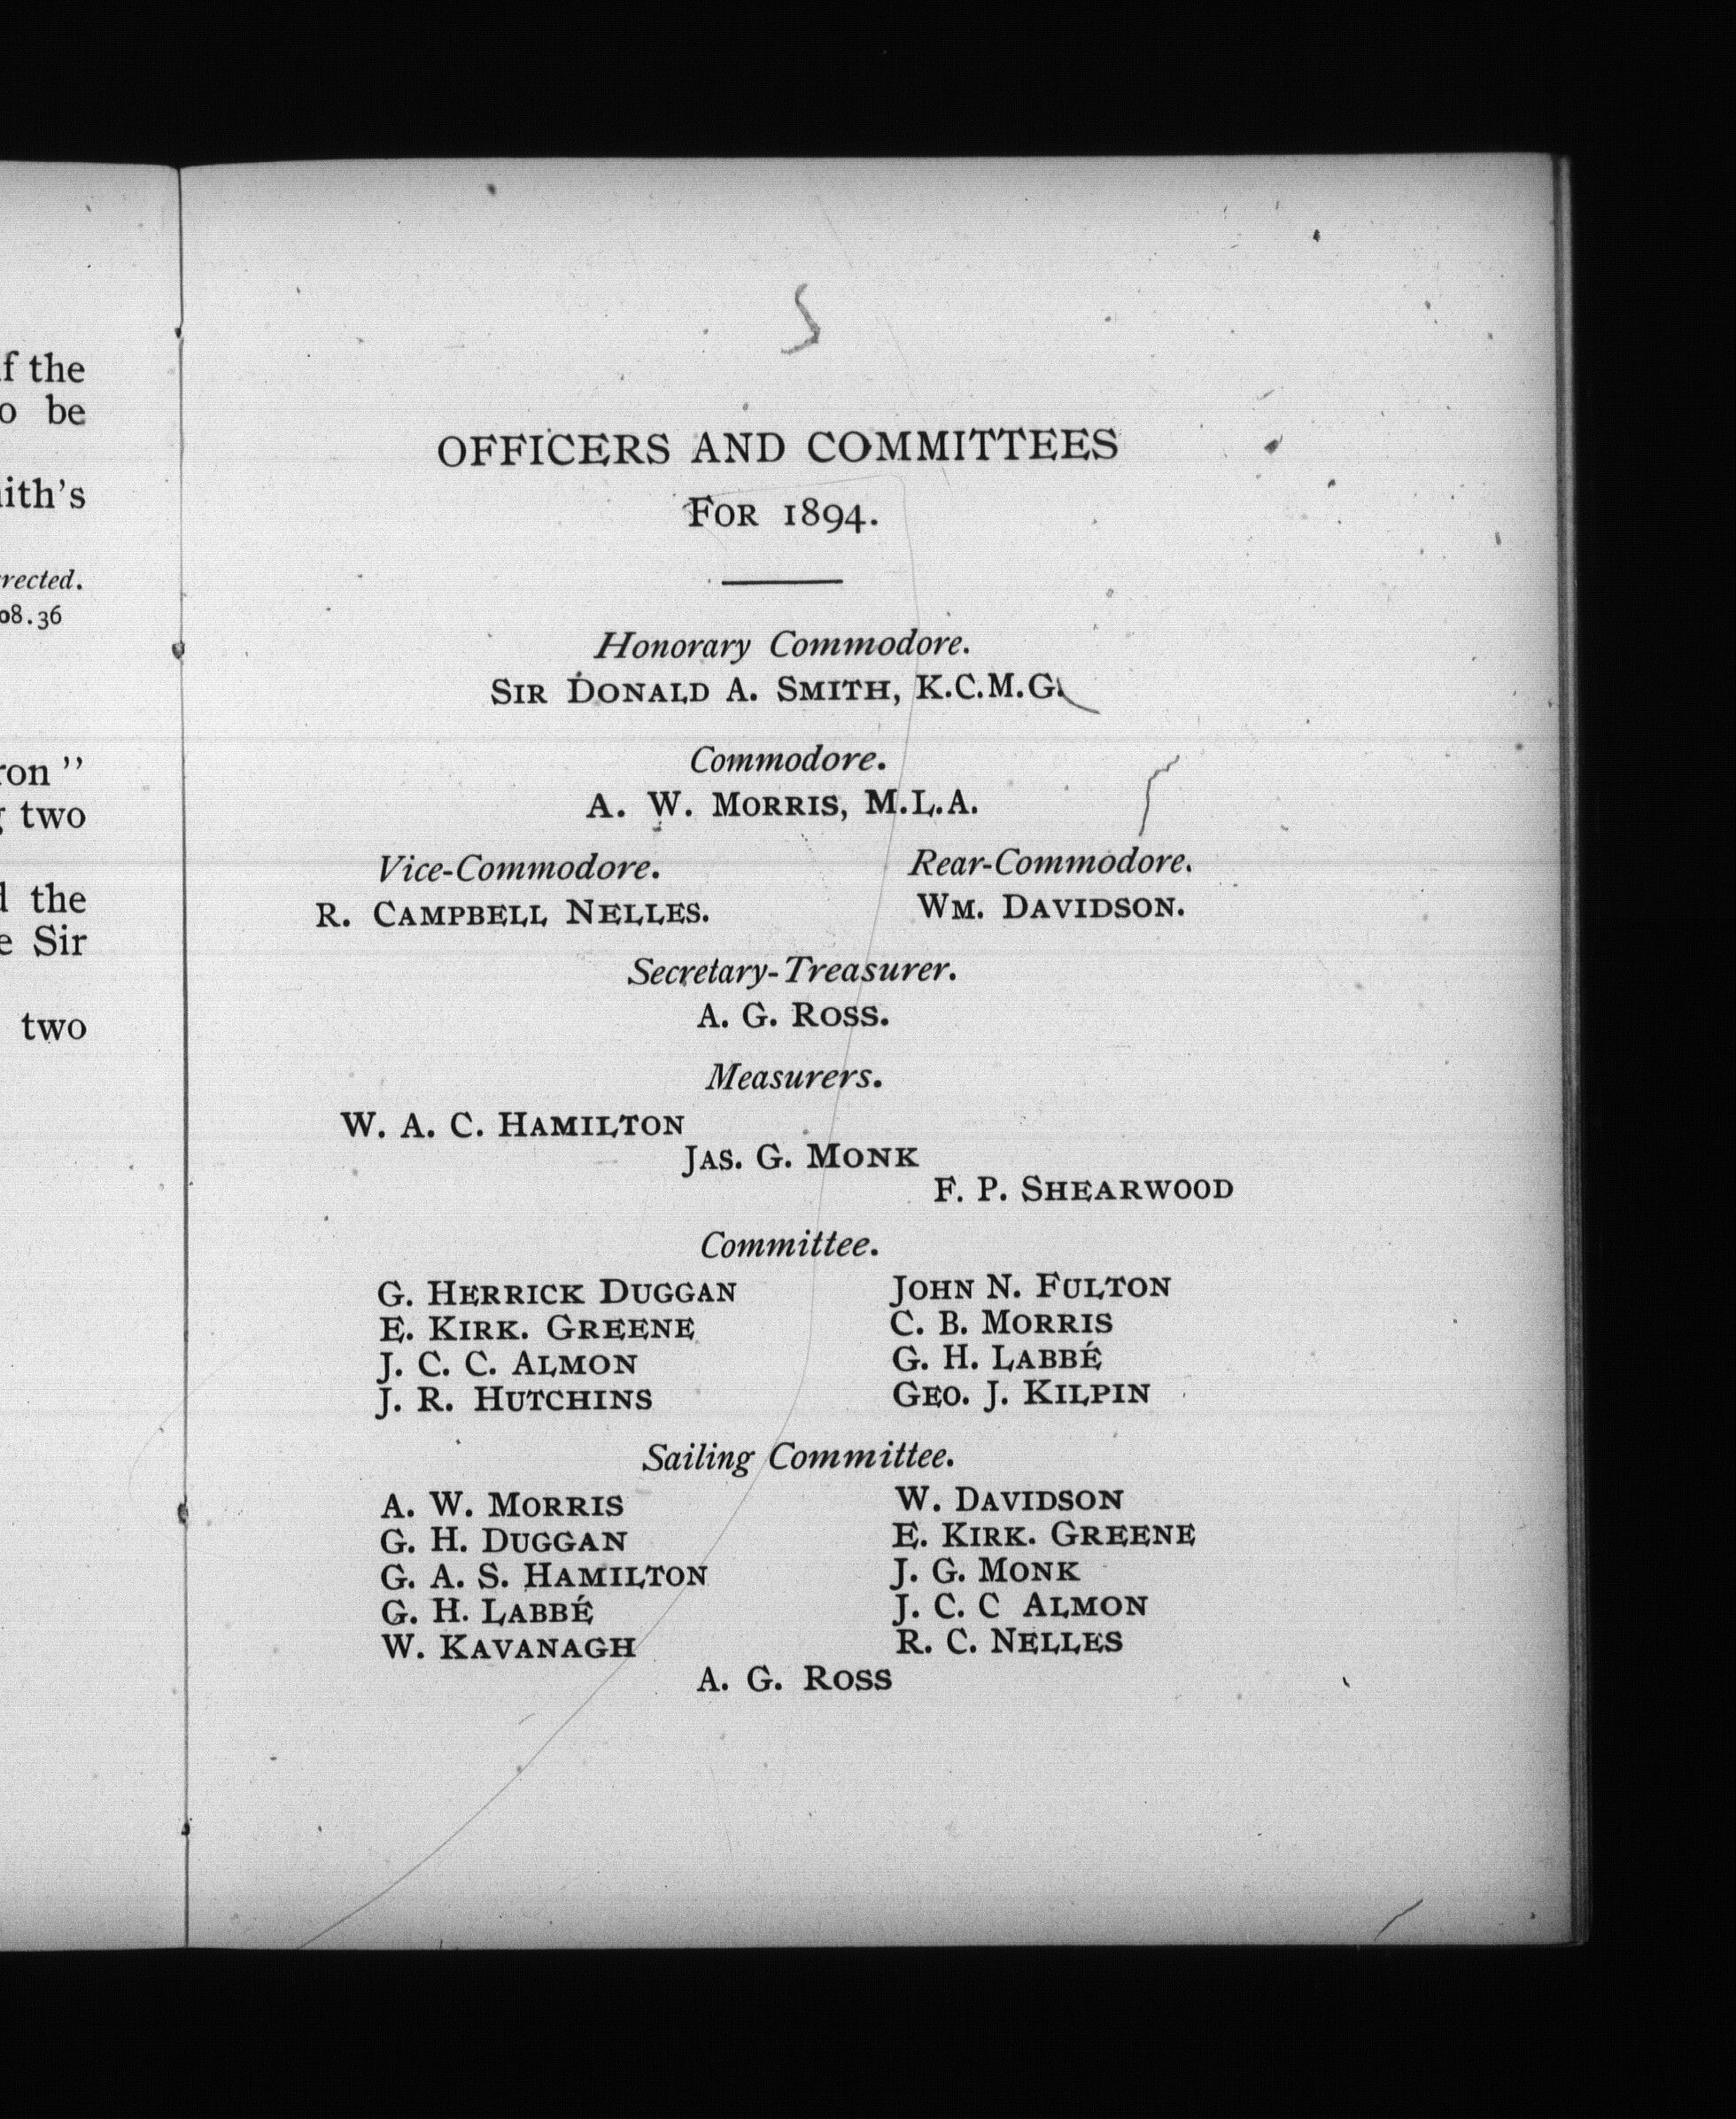 f the
o be
ith's
rected.
08.36
ron "
two
the
Sir
two
OFFICERS AND COMMITTEES
FOR 1894.
Honorary Commodore.
SIR DONALD A. SMITH, K.C.M.G.
Commodore.
A. W. MORRIS, M.L.A.
Vice-Commodore. Rear-Commodore.
R. CAMPBELL NELLES. WM. DAVIDSON.
Secretary-Treasurer.
A. G. ROSS.
Measurers.
W. A. C. HAMILTON
JAS. G. MONK
F. P. SHEARWOOD
Committee.
G. HERRICK DUGGAN JOHN N. FULTON
E. KIRK. GREENE C. B. MORRIS
J. C. C. ALMON G. H. LABBÉ
J. R. HUTCHINS GEO. J. KILPIN
Sailing Committee.
A. W. MORRIS W. DAVIDSON
G. H. DUGGAN E. KIRK. GREENE
G. A. S. HAMILTON J. G. MONK
G. H. LABBÉ J. C. C ALMON
W. KAVANAGH R. C. NELLES
A. G. ROSS